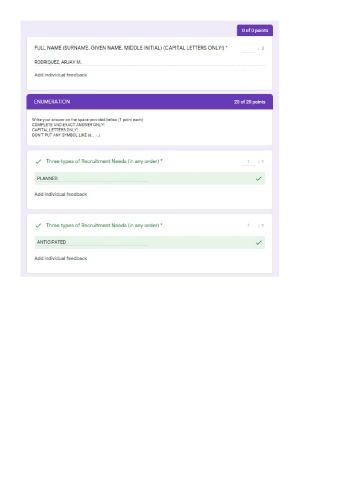 0 of 0 points
FULL NAME (SURNAME, GIVEN NAME, MIDDLE INITIAL) (CAPITAL LETTERS ONLY!) *
/ 0
RODRIQUEZ, ARJAY M.
Add individual feedback
ENUMERATION
20 of 20 points
Write your answer on the space provided below (1 point each)
COMPLETE AND EXACT ANSWER ONLY!
CAPITAL LETTERS ONLY!
DON'T PUT ANY SYMBOL LIKE
Three types of Recruitment Needs (in any order) *
1 / 1
PLANNED
Add individual feedback
Three types of Recruitment Needs (in any order) *
1 / 1
ANTICIPATED
Add individual feedback